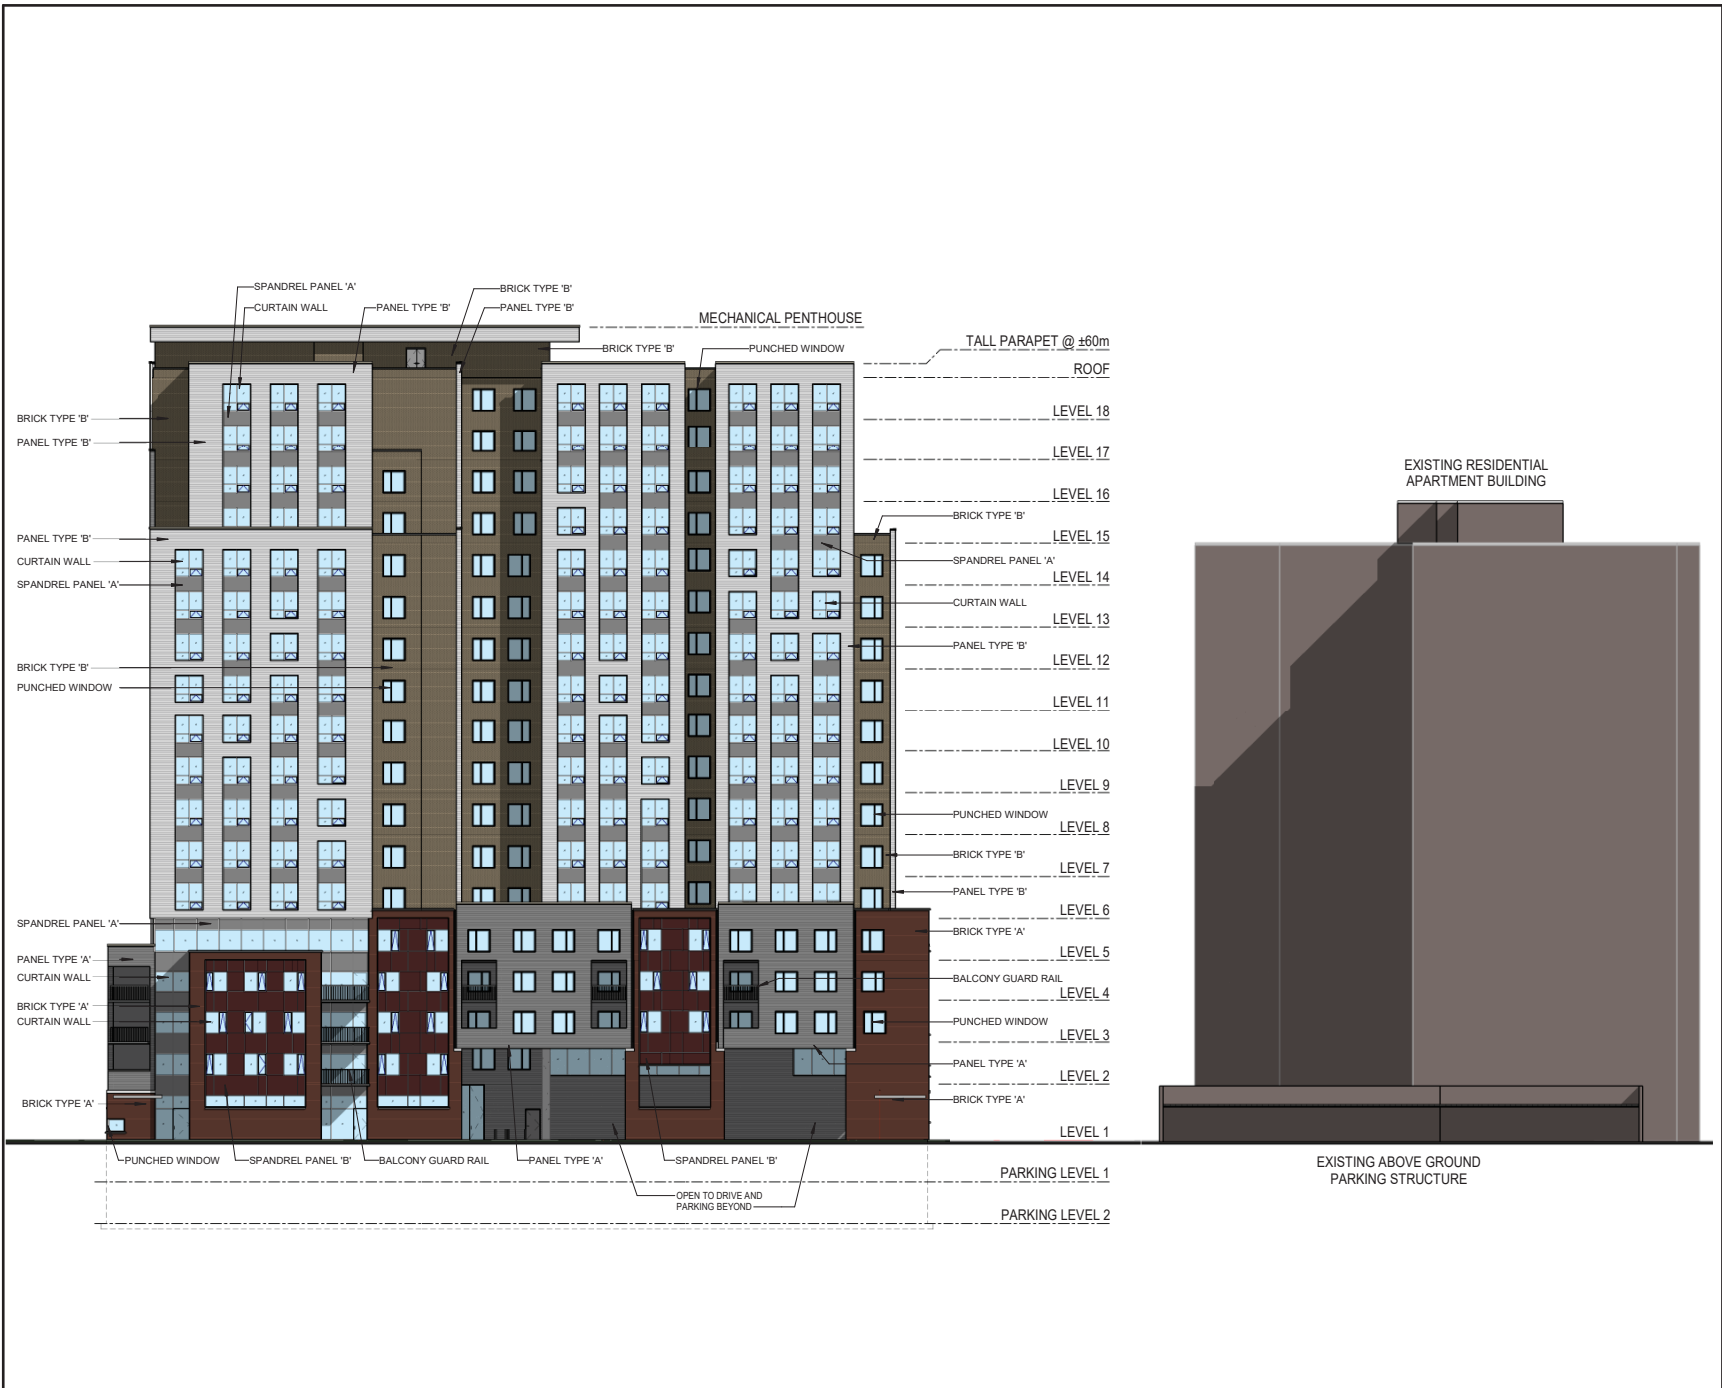 SPANDREL PANEL 'A'
BRICK TYPE 'B'
CURTAIN WALL
PANEL TYPE 'B'
PANEL TYPE 'B'
MECHANICAL PENTHOUSE
BRICK TYPE 'B'
PUNCHED WINDOW
TALL PARAPET @ ±60m
ROOF
BRICK TYPE 'B'
LEVEL 18
PANEL TYPE 'B'
LEVEL 17
EXISTING RESIDENTIAL
APARTMENT BUILDING
LEVEL 16
BRICK TYPE 'B'
PANEL TYPE 'B'
LEVEL 15
CURTAIN WALL
SPANDREL PANEL 'A'
SPANDREL PANEL 'A'
LEVEL 14
CURTAIN WALL
LEVEL 13
PANEL TYPE 'B'
BRICK TYPE 'B'
LEVEL 12
PUNCHED WINDOW
LEVEL 11
LEVEL 10
LEVEL 9
PUNCHED WINDOW
LEVEL 8
BRICK TYPE 'B'
LEVEL 7
PANEL TYPE 'B'
LEVEL 6
SPANDREL PANEL 'A'
BRICK TYPE 'A'
LEVEL 5
PANEL TYPE 'A'
CURTAIN WALL
BALCONY GUARD RAIL
LEVEL 4
BRICK TYPE 'A'
CURTAIN WALL
PUNCHED WINDOW
LEVEL 3
PANEL TYPE 'A'
LEVEL 2
BRICK TYPE 'A'
BRICK TYPE 'A'
LEVEL 1
PUNCHED WINDOW
SPANDREL PANEL 'B'
BALCONY GUARD RAIL
PANEL TYPE 'A'
SPANDREL PANEL 'B'
EXISTING ABOVE GROUND
PARKING STRUCTURE
PARKING LEVEL 1
OPEN TO DRIVE AND
PARKING BEYOND
PARKING LEVEL 2